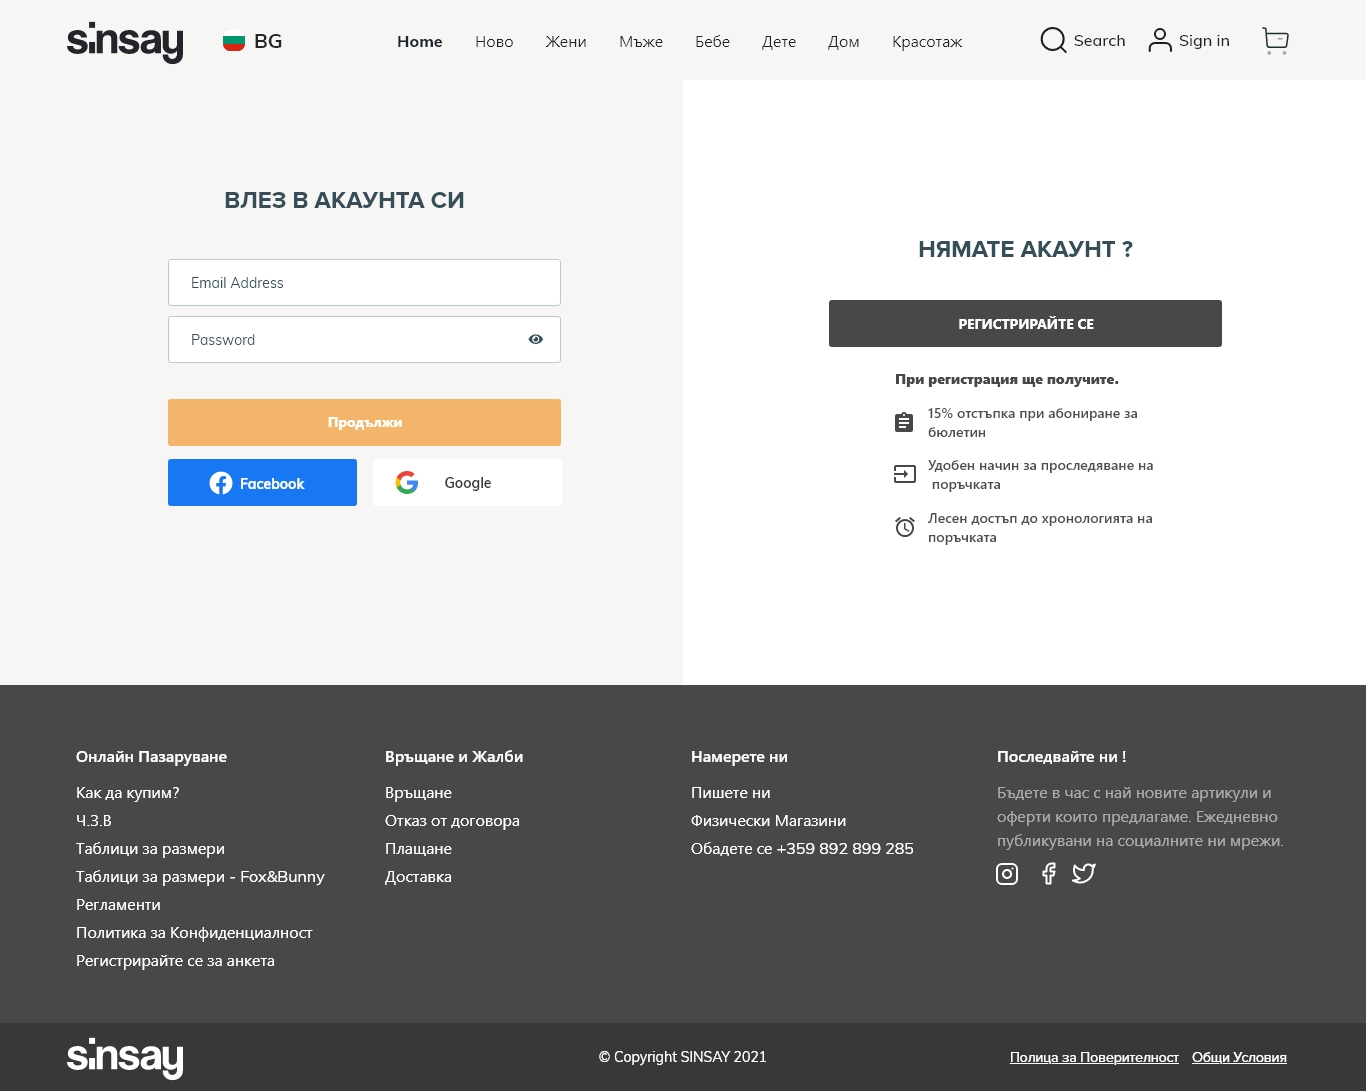 sinsay
BG
Home
Ново
Жени
Мъже
Бебе
Дете
Дом
Красотаж
Search
Sign in
ВЛЕЗ В АКАУНТА СИ
Email Address
Password
Продължи
Facebook
Google
НЯМАТЕ АКАУНТ ?
РЕГИСТРИРАЙТЕ СЕ
При регистрация ще получите.
15% отстъпка при абониране за
бюлетин
Удобен начин за проследяване на
поръчката
Лесен достъп до хронологията на
поръчката
Онлайн Пазаруване
Как да купим?
Ч.З.В
Таблици за размери
Таблици за размери - Fox&Bunny
Регламенти
Политика за Конфиденциалност
Регистрирайте се за анкета
Връщане и Жалби
Връщане
Отказ от договора
Плащане
Доставка
Намерете ни
Пишете ни
Физически Магазини
Обадете се +359 892 899 285
Последвайте ни !
Бъдете в час с най новите артикули и
оферти които предлагаме. Ежедневно
публикувани на социалните ни мрежи.
sinsay
© Copyright SINSAY 2021
Полица за Поверителност
Общи Условия